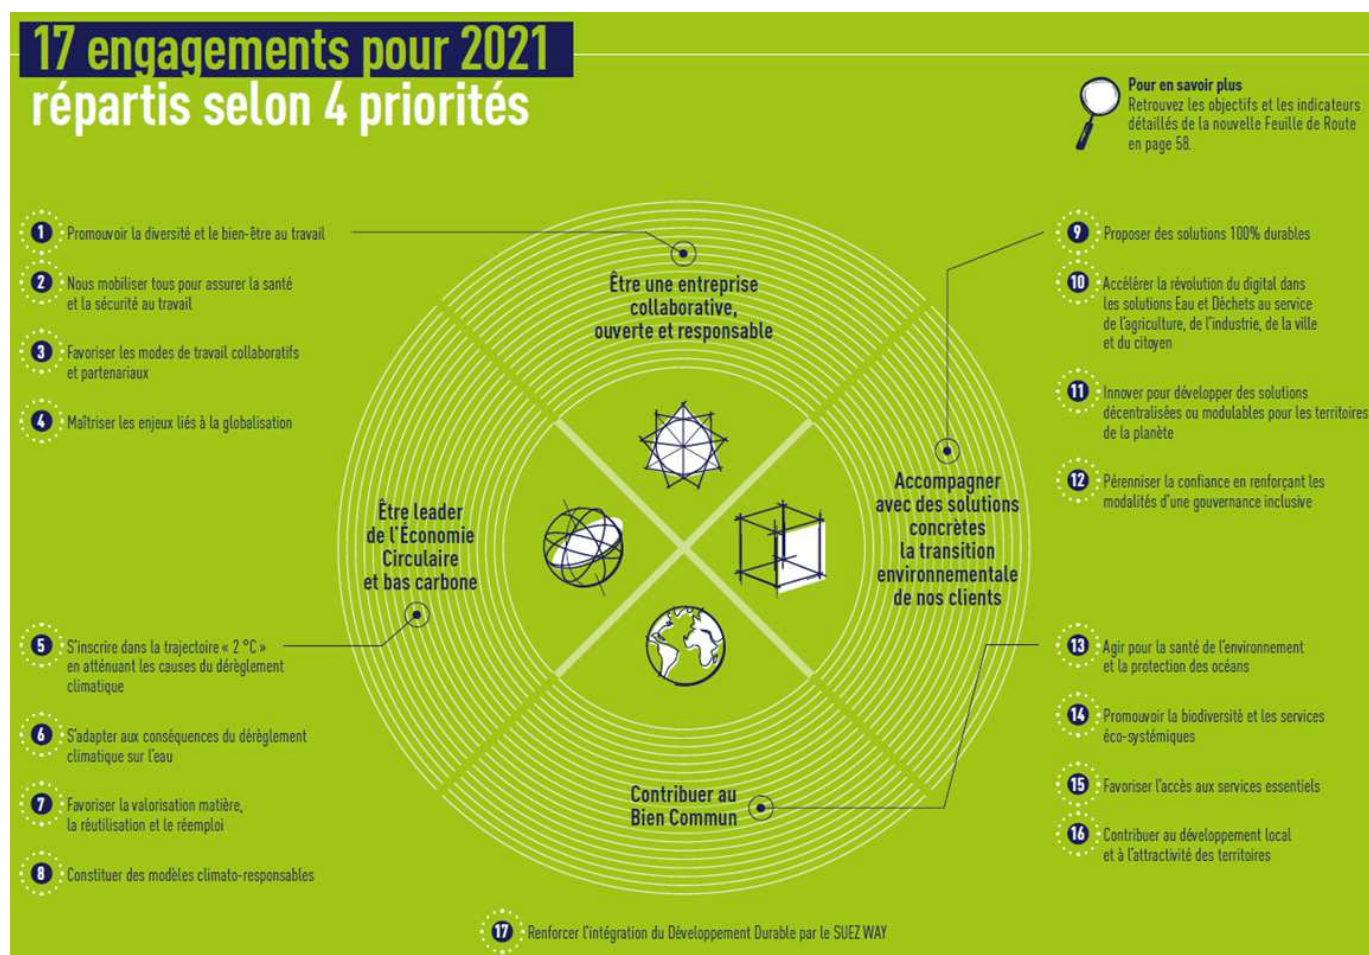 17 engagements pour 2021
répartis selon 4 priorités
Pour en savoir plus
Retrouvez les objectifs et les indicateurs
détaillés de la nouvelle Feuille de Route
en page 58.
1 Promouvoir la diversité et le bien-être au travail
2 Nous mobiliser tous pour assurer la santé
et la sécurité au travail
3 Favoriser les modes de travail collaboratifs
et partenariaux
4 Maîtriser les enjeux liés à la globalisation
Être une entreprise
collaborative,
ouverte et responsable
9 Proposer des solutions 100% durables
10 Accélérer la révolution du digital dans
les solutions Eau et Déchets au service
de l'agriculture, de l'industrie, de la ville
et du citoyen
11 Innover pour développer des solutions
décentralisées ou modulables pour les territoires
de la planète
12 Pérenniser la confiance en renforçant les
modalités d'une gouvernance inclusive
Être leader
de l'Économie
Circulaire
et bas carbone
Accompagner
avec des solutions
concrètes
la transition
environnementale
de nos clients
5 S'inscrire dans la trajectoire « 2 °C »
en atténuant les causes du dérèglement
climatique
6 S'adapter aux conséquences du dérèglement
climatique sur l'eau
7 Favoriser la valorisation matière,
la réutilisation et le réemploi
8 Constituer des modèles climato-responsables
Contribuer au
Bien Commun
13 Agir pour la santé de l'environnement
et la protection des océans
14 Promouvoir la biodiversité et les services
éco-systémiques
15 Favoriser l'accès aux services essentiels
16 Contribuer au développement local
et à l'attractivité des territoires
17 Renforcer l'intégration du Développement Durable par le SUEZ WAY